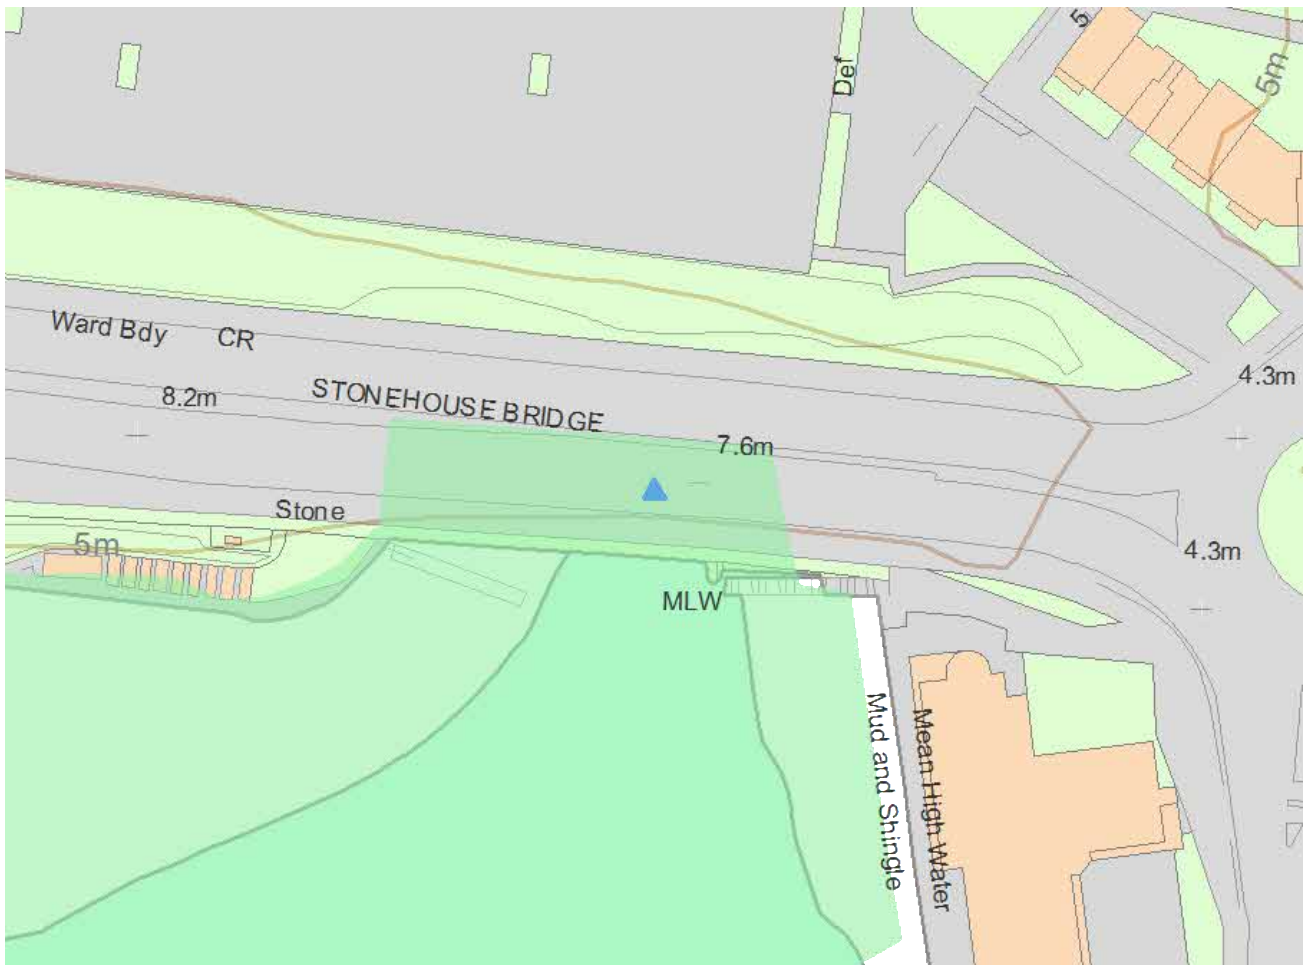 5
5m
Def
Ward Bdy
CR
4.3m
8.2m
STONEHOUSE BRIDGE
7.6m
Stone
5m
4.3m
MLW
Mud and Shingle
Mean High Water